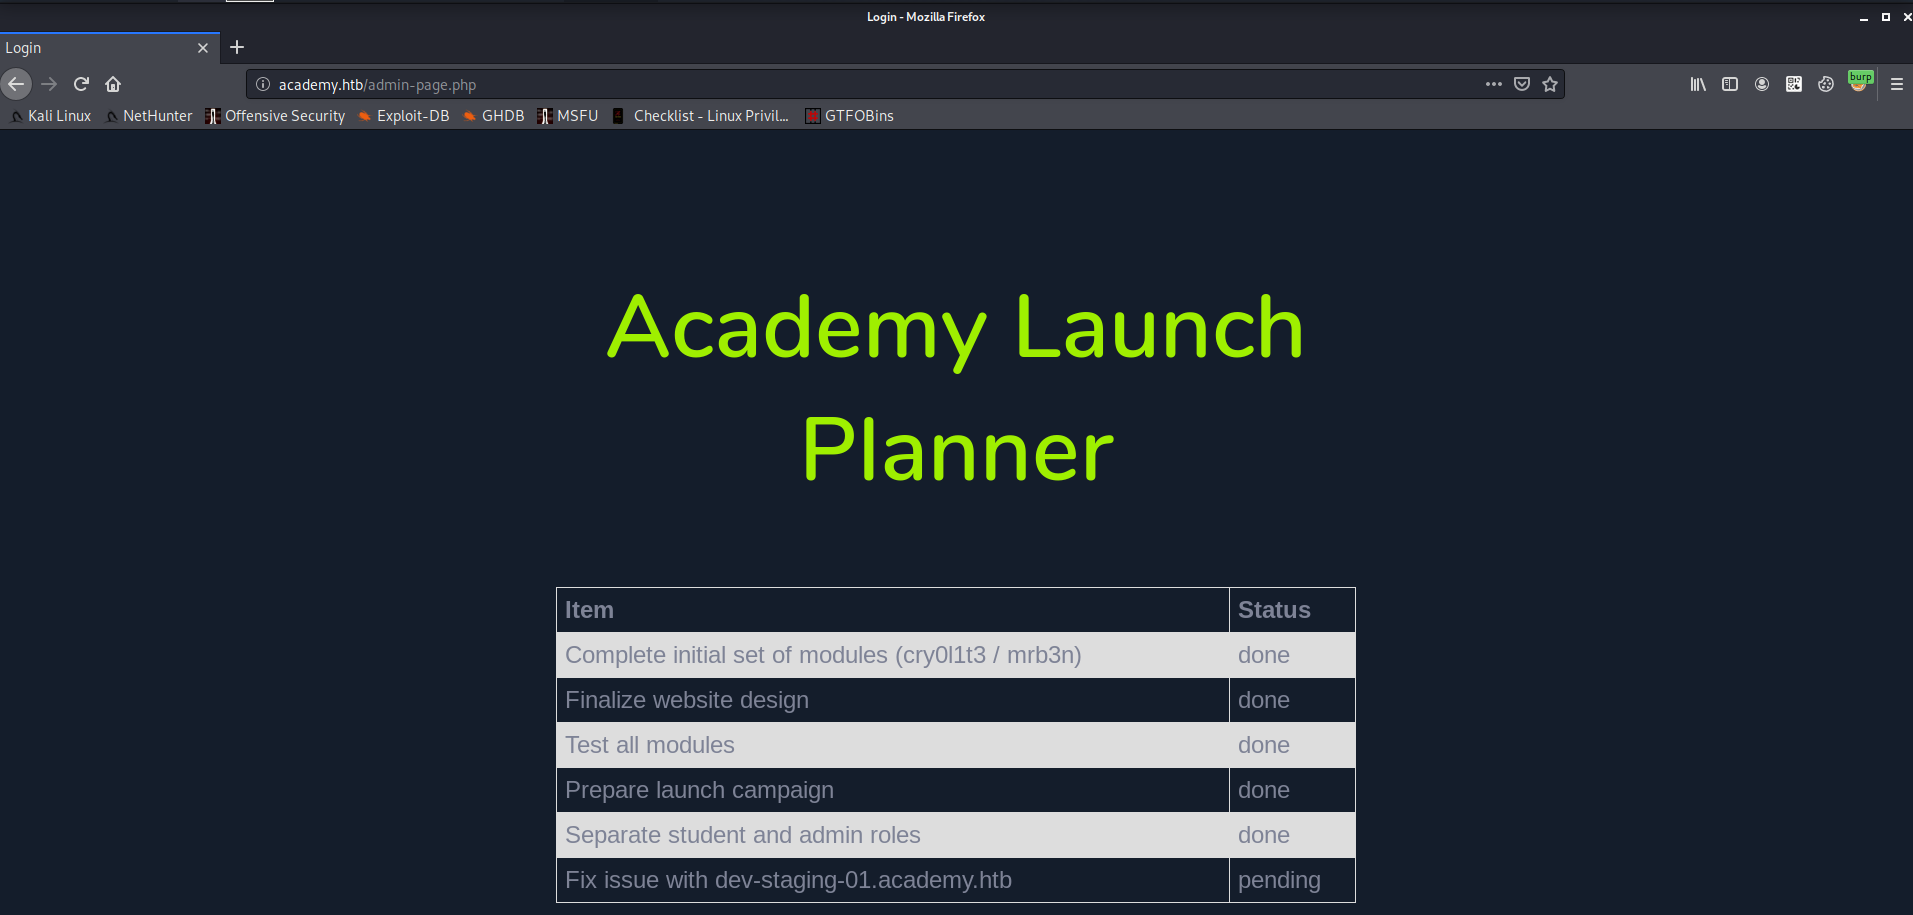 Login - Mozilla Firefox
Login
academy.htb/admin-page.php
burp
Kali Linux NetHunter Offensive Security Exploit-DB GHDB MSFU Checklist - Linux Privil... GTFOBins
Academy Launch
Planner
Item Status
Complete initial set of modules (cry0l1t3 / mrb3n) done
Finalize website design done
Test all modules done
Prepare launch campaign done
Separate student and admin roles done
Fix issue with dev-staging-01.academy.htb pending